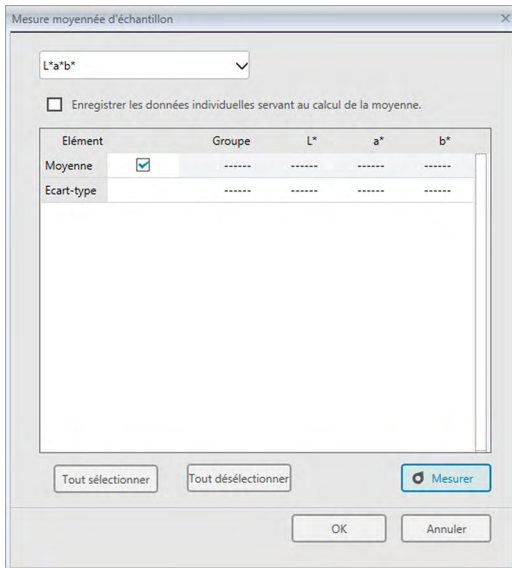 Mesure moyennée d'échantillon
L*a*b*
Enregistrer les données individuelles servant au calcul de la moyenne.
Elément Groupe L* a* b*
Moyenne ------ ------ ------ ------
Ecart-type ------ ------ ------ ------
Tout sélectionner Tout désélectionner Mesurer
OK Annuler